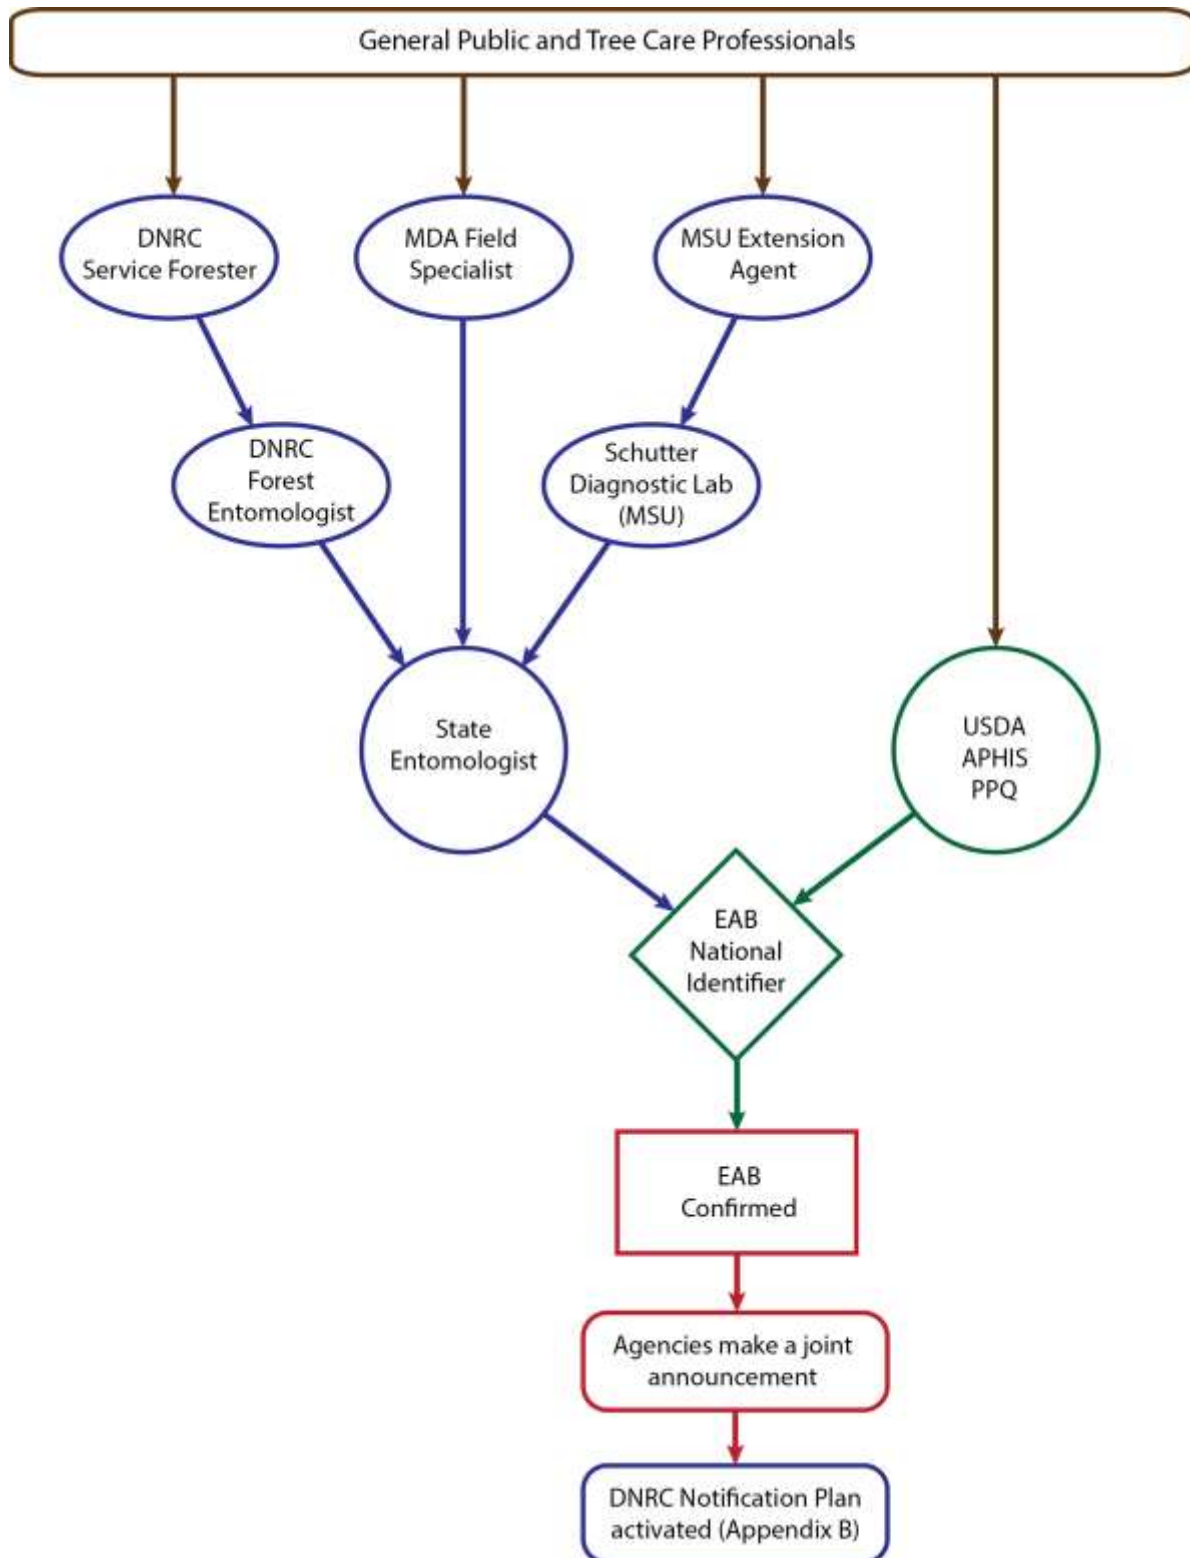 General Public and Tree Care Professionals
DNRC
Service Forester
MDA Field
Specialist
MSU Extension
Agent
DNRC
Forest
Entomologist
Schutter
Diagnostic Lab
(MSU)
State
Entomologist
USDA
APHIS
PPQ
EAB
National
Identifier
EAB
Confirmed
Agencies make a joint
announcement
DNRC Notification Plan
activated (Appendix B)